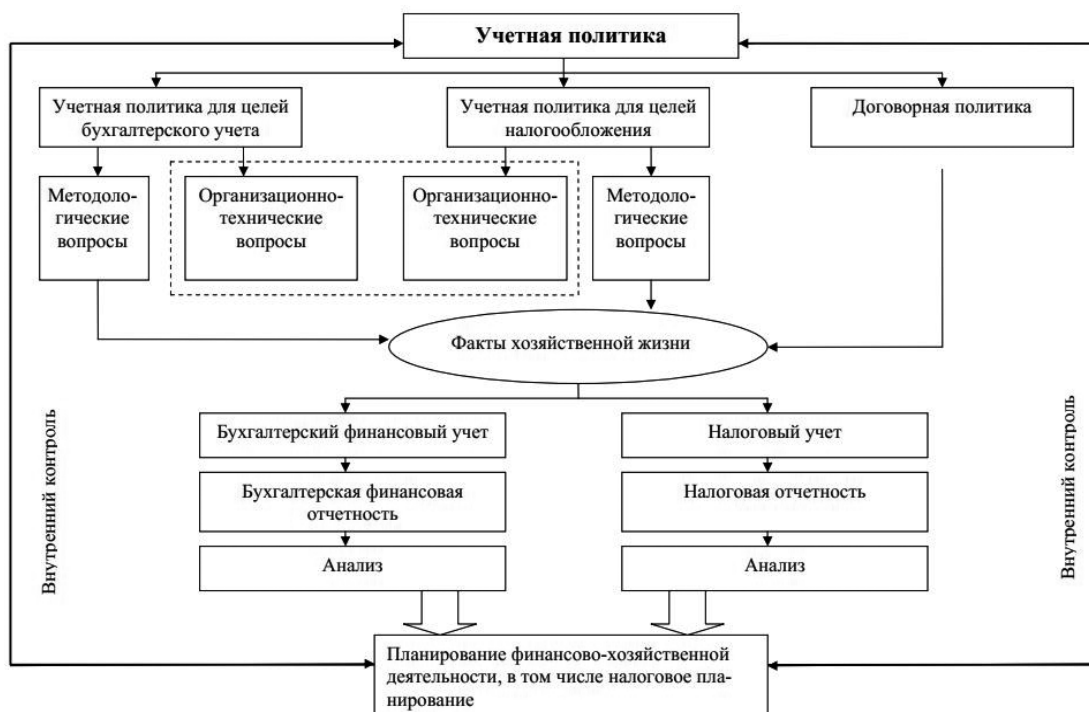 Учетная политика
Учетная политика для целей
бухгалтерского учета
Учетная политика для целей
налогообложения
Договорная политика
Методоло-
гические
вопросы
Организационно-
технические
вопросы
Организационно-
технические
вопросы
Методоло-
гические
вопросы
Факты хозяйственной жизни
Внутренний контроль
Бухгалтерский финансовый учет
Налоговый учет
Внутренний контроль
Бухгалтерская финансовая
отчетность
Налоговая отчетность
Анализ
Анализ
Планирование финансово-хозяйственной
деятельности, в том числе налоговое пла-
нирование